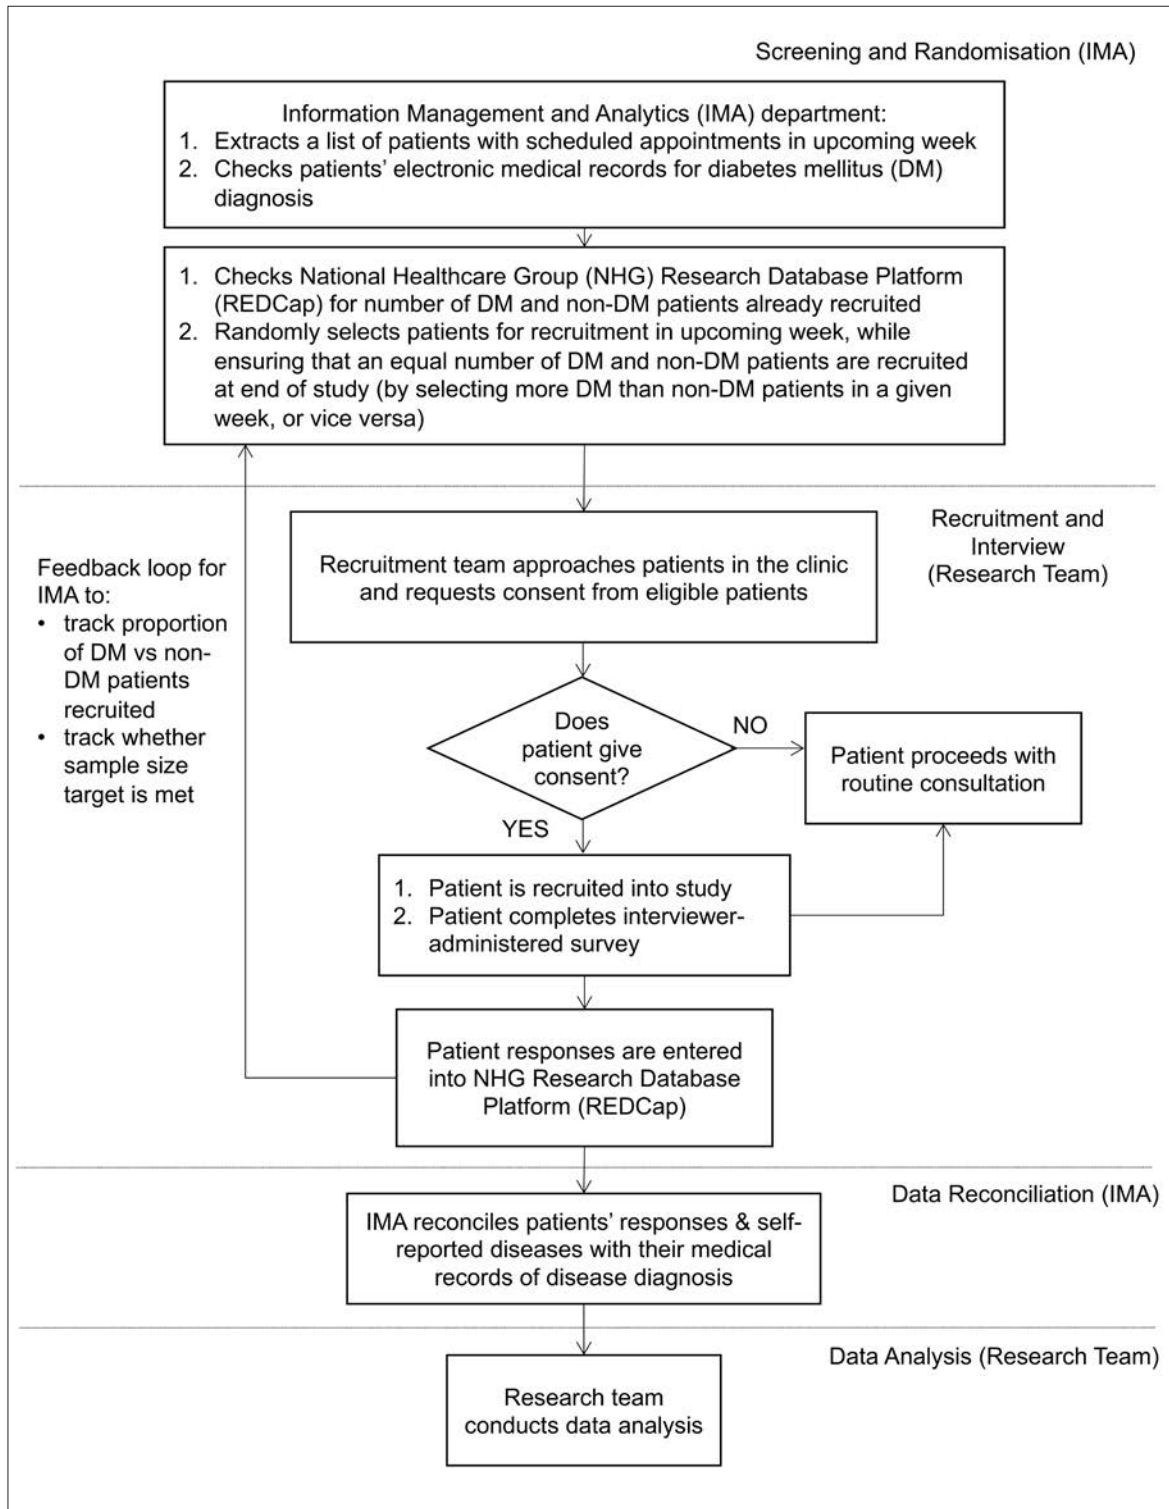 Screening and Randomisation (IMA)
Information Management and Analytics (IMA) department:
1. Extracts a list of patients with scheduled appointments in upcoming week
2. Checks patients’ electronic medical records for diabetes mellitus (DM)
diagnosis
1. Checks National Healthcare Group (NHG) Research Database Platform
(REDCap) for number of DM and non-DM patients already recruited
2. Randomly selects patients for recruitment in upcoming week, while
ensuring that an equal number of DM and non-DM patients are recruited
at end of study (by selecting more DM than non-DM patients in a given
week, or vice versa)
Recruitment and
Interview
(Research Team)
Recruitment team approaches patients in the clinic
and requests consent from eligible patients
Feedback loop for
IMA to:
• track proportion
of DM vs non-
DM patients
recruited
• track whether
sample size
target is met
Does
patient give
consent?
NO
Patient proceeds with
routine consultation
YES
1. Patient is recruited into study
2. Patient completes interviewer-
administered survey
Patient responses are entered
into NHG Research Database
Platform (REDCap)
Data Reconciliation (IMA)
IMA reconciles patients’ responses & self-
reported diseases with their medical
records of disease diagnosis
Data Analysis (Research Team)
Research team
conducts data analysis